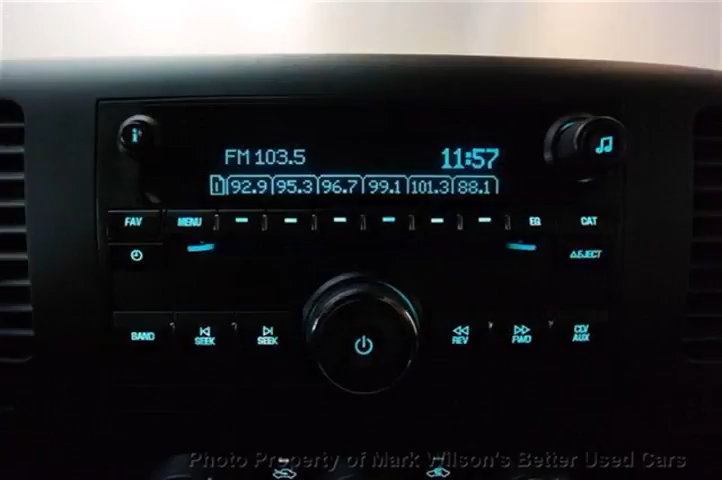 FM 103.5 11:57
1 92.9 95.3 96.7 99.1 101.3 88.1
FAV MENU EQ CAT
EJECT
BAND SEEK SEEK REV FWD CD/AUX
Photo Property of Mark Wilson's Better Used Cars